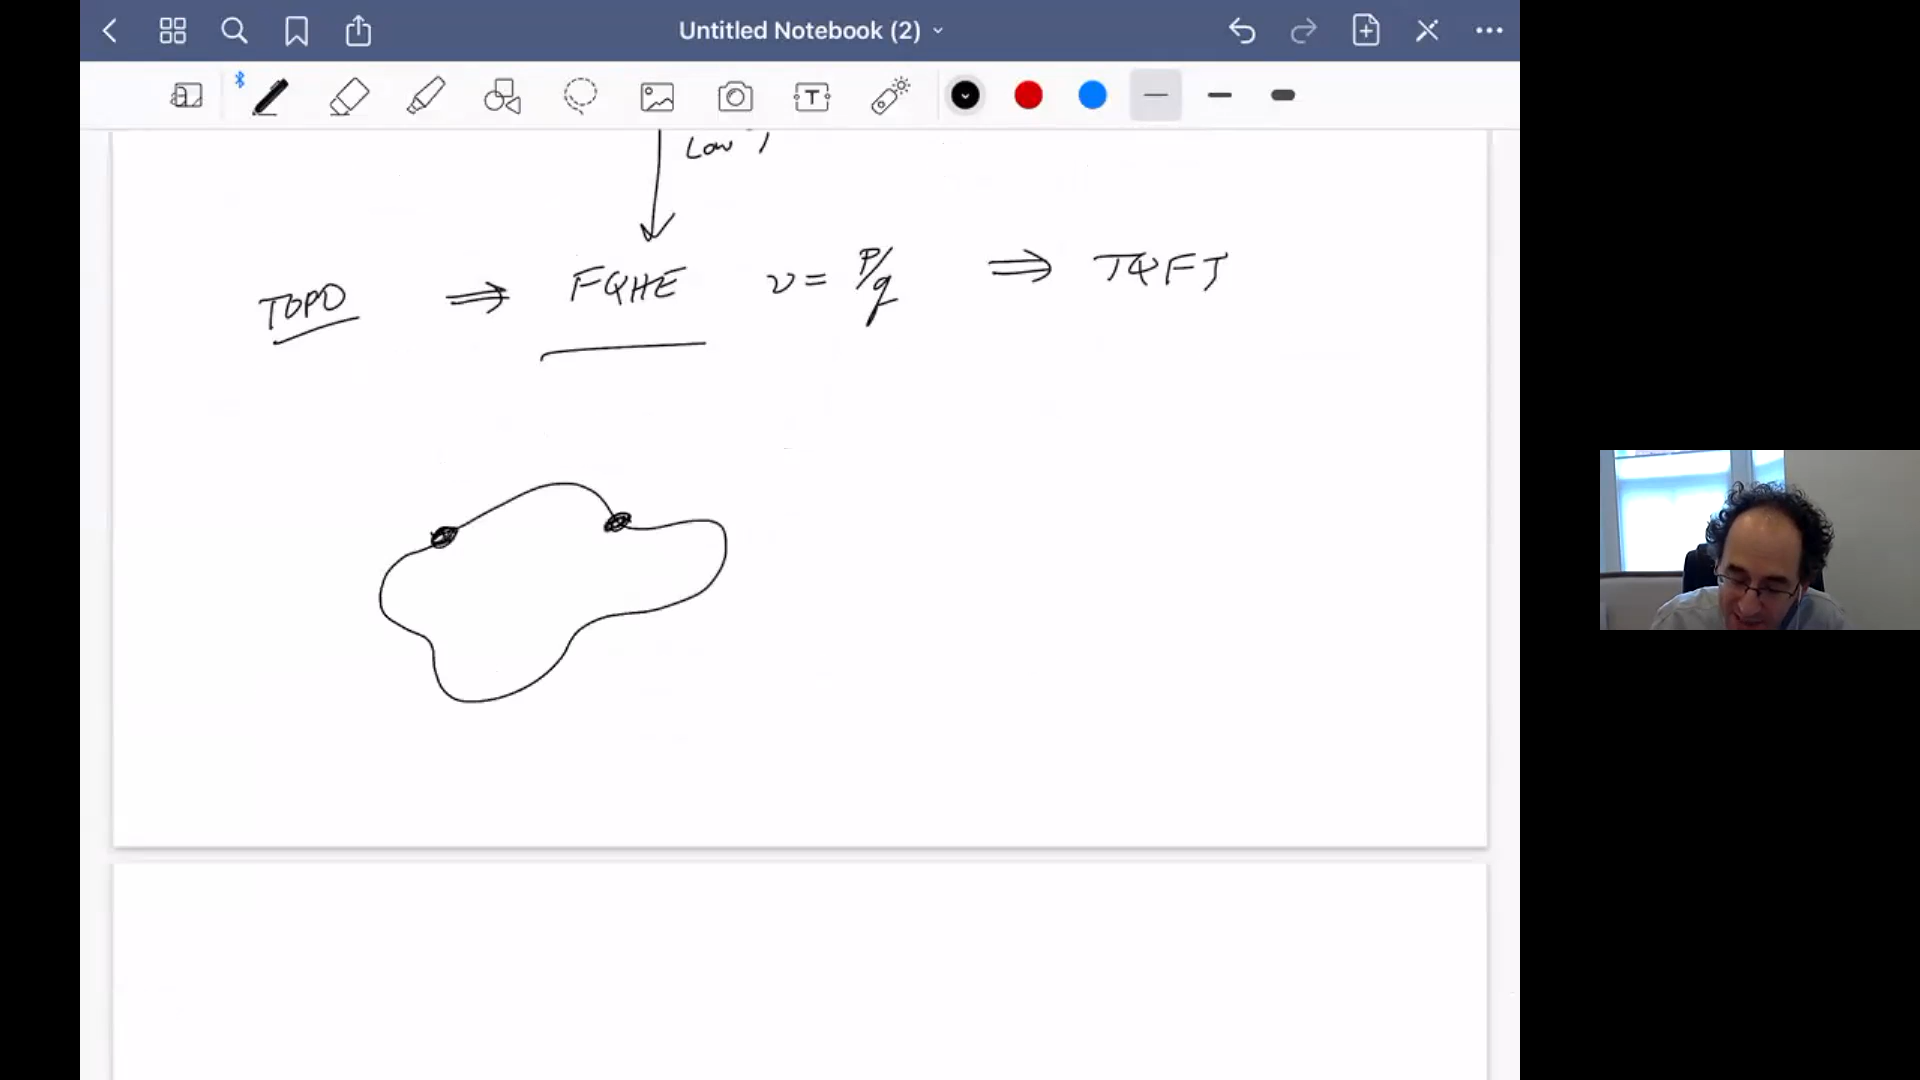 Untitled Notebook (2)
T
Low T
TOPO ⇒ FQHE ν = p/q ⇒ TQFT